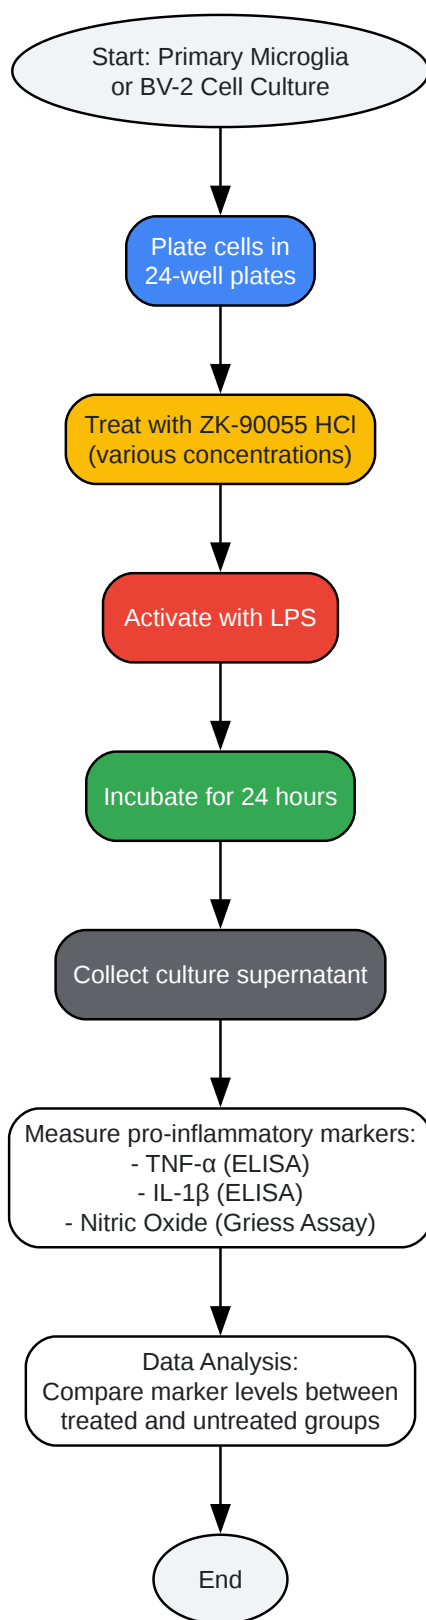 Start: Primary Microglia
or BV-2 Cell Culture
Plate cells in
24-well plates
Treat with ZK-90055 HCl
(various concentrations)
Activate with LPS
Incubate for 24 hours
Collect culture supernatant
Measure pro-inflammatory markers:
- TNF-α (ELISA)
- IL-1β (ELISA)
- Nitric Oxide (Griess Assay)
Data Analysis:
Compare marker levels between
treated and untreated groups
End